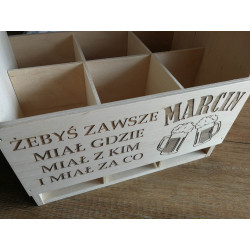 ŻEBYŚ ZAWSZE
MIAŁ GDZIE
MIAŁ Z KIM
I MIAŁ ZA CO
MARCIN